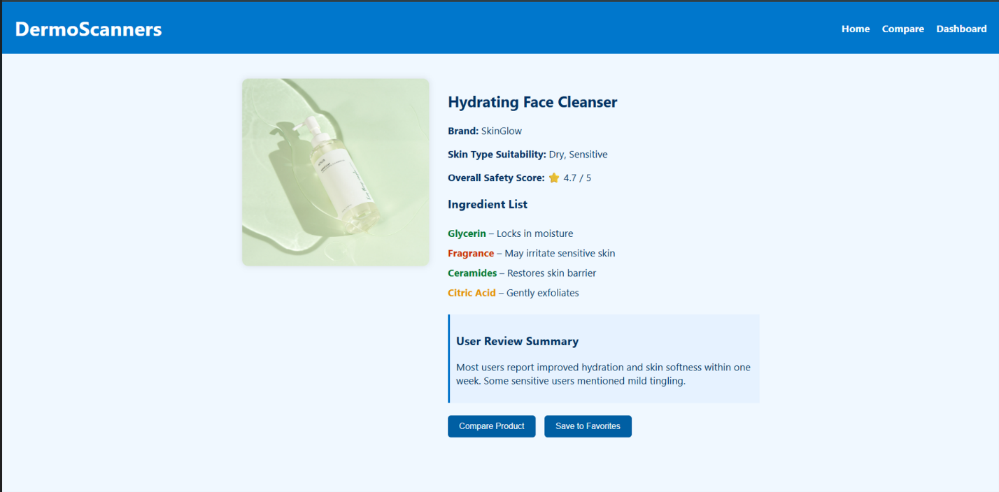 DermoScanners
Home Compare Dashboard
Hydrating Face Cleanser
Brand: SkinGlow
Skin Type Suitability: Dry, Sensitive
Overall Safety Score: ⭐ 4.7 / 5
Ingredient List
Glycerin – Locks in moisture
Fragrance – May irritate sensitive skin
Ceramides – Restores skin barrier
Citric Acid – Gently exfoliates
User Review Summary
Most users report improved hydration and skin softness within one
week. Some sensitive users mentioned mild tingling.
Compare Product Save to Favorites